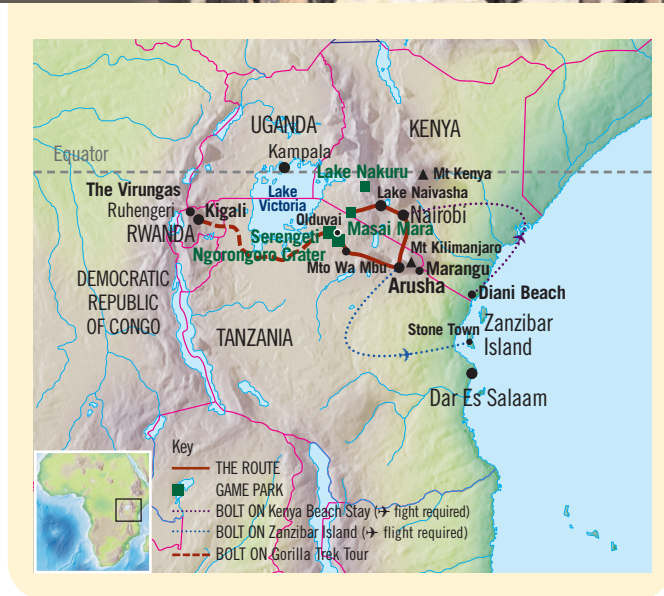 UGANDA
KENYA
Kampala
Equator
Lake Nakuru
Mt Kenya
The Virungas
Lake
Victoria
Lake Naivasha
Ruhengeri
Kigali
Olduvai
Masai Mara
Nairobi
RWANDA
Serengeti
Mt Kilimanjaro
Ngorongoro Crater
Mto Wa Mbu
Marangu
Arusha
DEMOCRATIC
REPUBLIC
OF CONGO
Diani Beach
TANZANIA
Stone Town
Zanzibar
Island
Dar Es Salaam
Key
THE ROUTE
GAME PARK
BOLT ON Kenya Beach Stay (✈ fight required)
BOLT ON Zanzibar Island (✈ flight required)
BOLT ON Gorilla Trek Tour